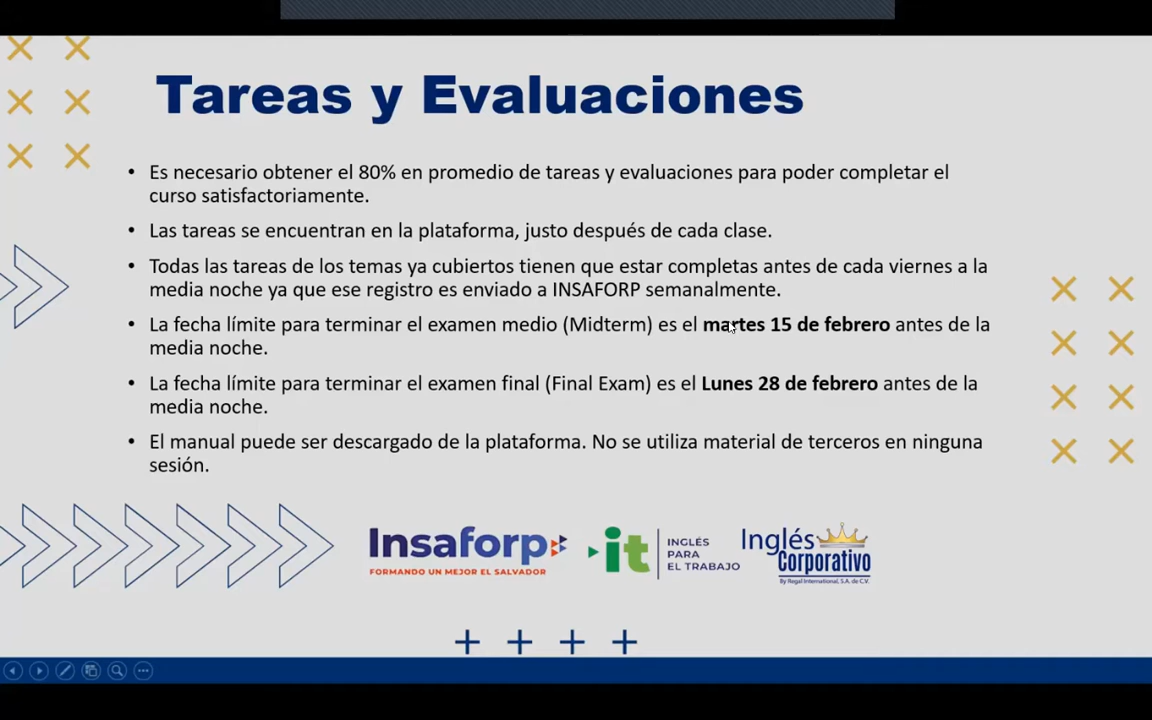 Tareas y Evaluaciones
• Es necesario obtener el 80% en promedio de tareas y evaluaciones para poder completar el
curso satisfactoriamente.
• Las tareas se encuentran en la plataforma, justo después de cada clase.
• Todas las tareas de los temas ya cubiertos tienen que estar completas antes de cada viernes a la
media noche ya que ese registro es enviado a INSAFORP semanalmente.
• La fecha límite para terminar el examen medio (Midterm) es el martes 15 de febrero antes de la
media noche.
• La fecha límite para terminar el examen final (Final Exam) es el Lunes 28 de febrero antes de la
media noche.
• El manual puede ser descargado de la plataforma. No se utiliza material de terceros en ninguna
sesión.
Insaforp
FORMANDO UN MEJOR EL SALVADOR
it
INGLÉS
PARA
EL TRABAJO
Inglés
Corporativo
By Regal International, S.A. de C.V.